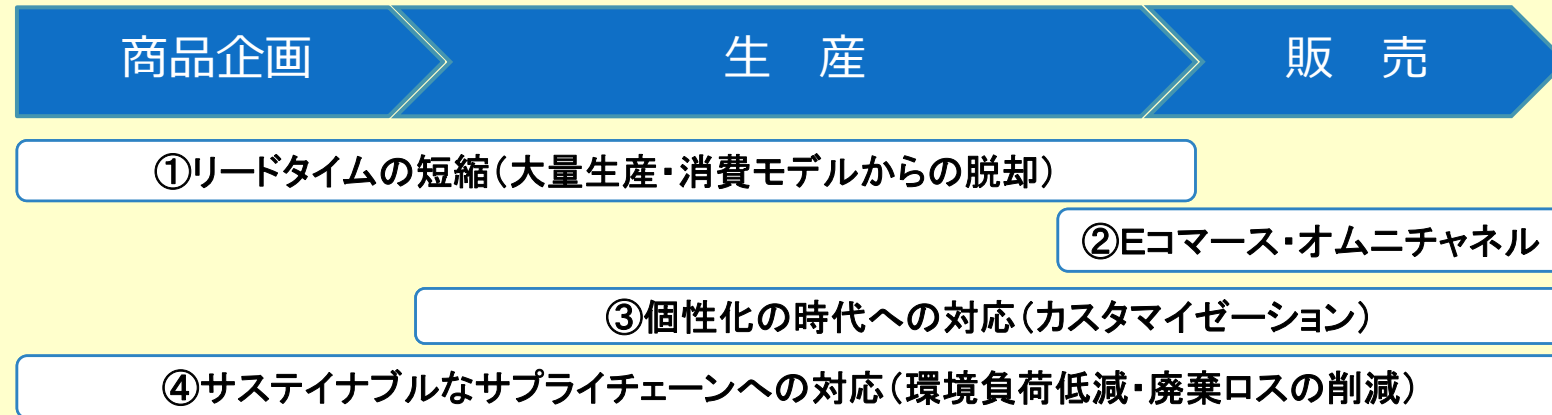 商品企画
生　産
販　売
①リードタイムの短縮(大量生産・消費モデルからの脱却)
②Eコマース・オムニチャネル
③個性化の時代への対応(カスタマイゼーション)
④サステイナブルなサプライチェーンへの対応(環境負荷低減・廃棄ロスの削減)